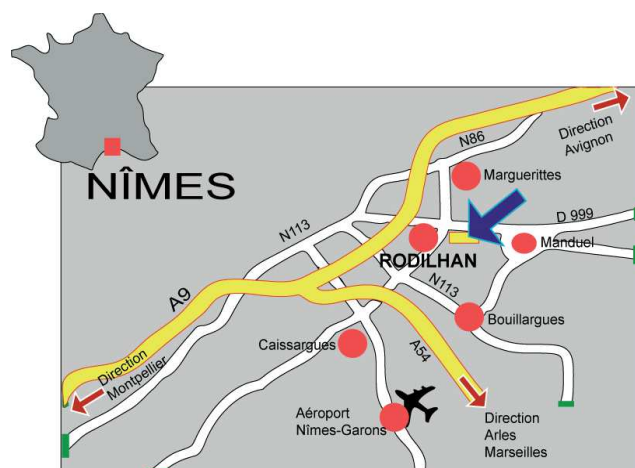 N86
Direction
Avignon
Marguerittes
NÎMES
D 999
N113
Manduel
RODILHAN
A9
N113
Bouillargues
Direction
Montpellier
Caissargues
A54
Aéroport
Nîmes-Garons
Direction
Arles
Marseilles